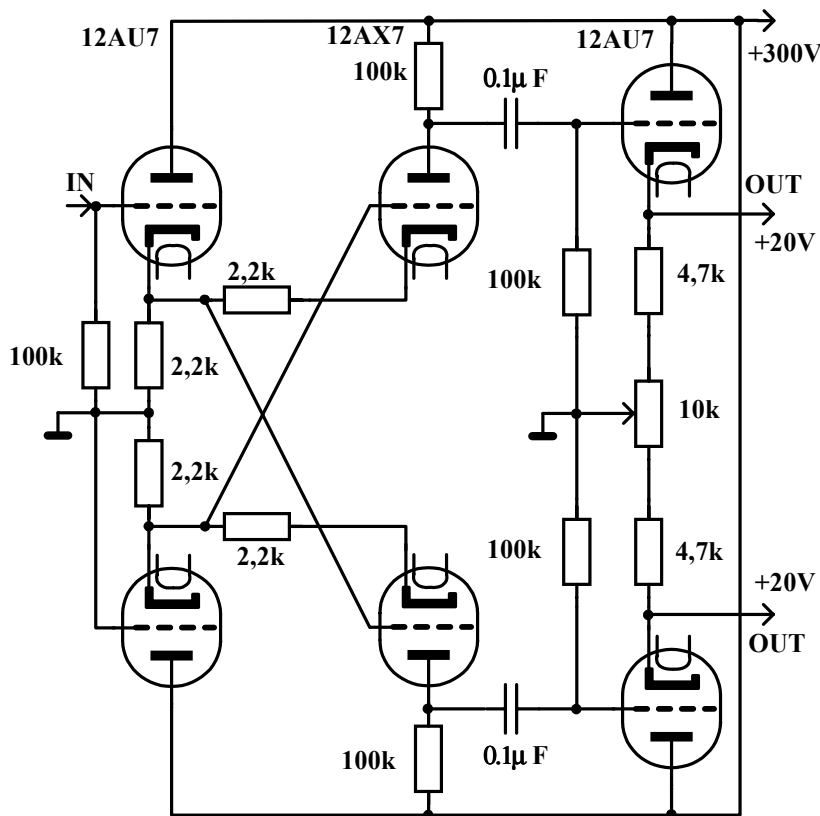 12AU7
12AX7
12AU7
+300V
100k
0.1μ F
IN
OUT
+20V
2,2k
100k
4,7k
100k
2,2k
10k
2,2k
2,2k
100k
4,7k
+20V
OUT
100k
0.1μ F